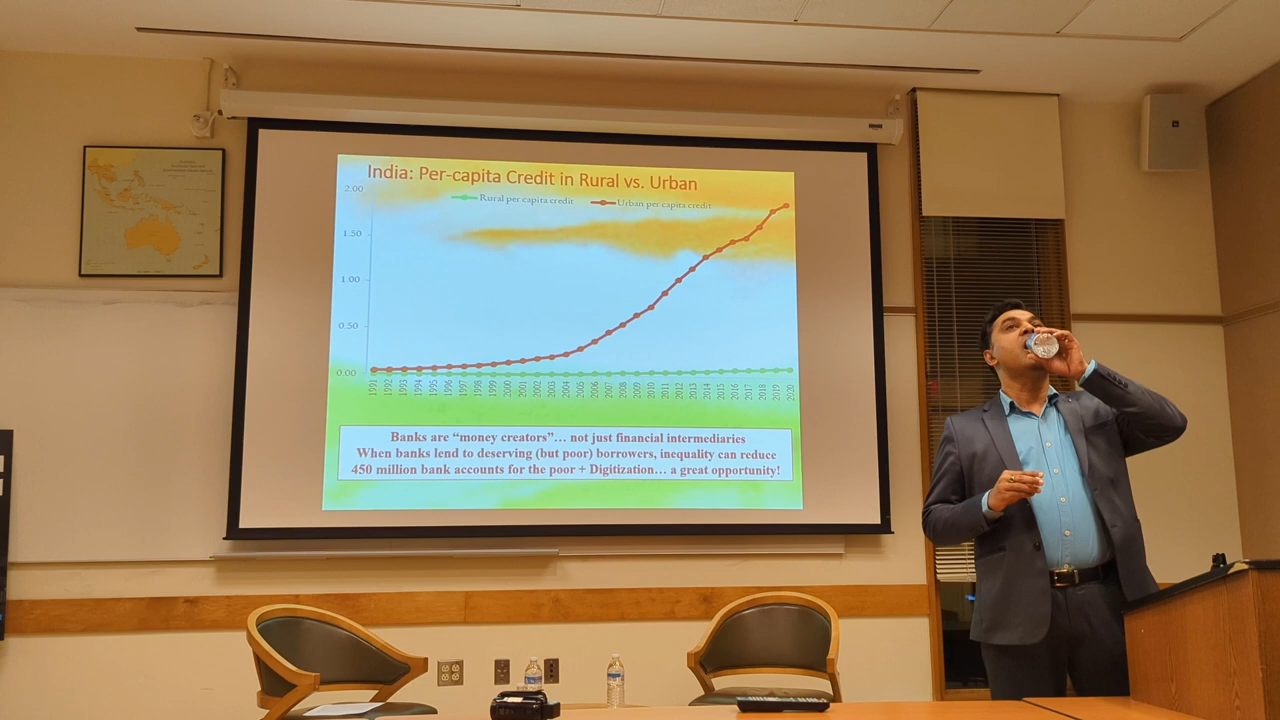 India: Per-capita Credit in Rural vs. Urban
2.00
Rural per capita credit Urban per capita credit
1.50
1.00
0.50
0.00
1991 1992 1993 1994 1995 1996 1997 1998 1999 2000 2001 2002 2003 2004 2005 2006 2007 2008 2009 2010 2011 2012 2013 2014 2015 2016 2017 2018 2019 2020
Banks are “money creators”... not just financial intermediaries
When banks lend to deserving (but poor) borrowers, inequality can reduce
450 million bank accounts for the poor + Digitization... a great opportunity!